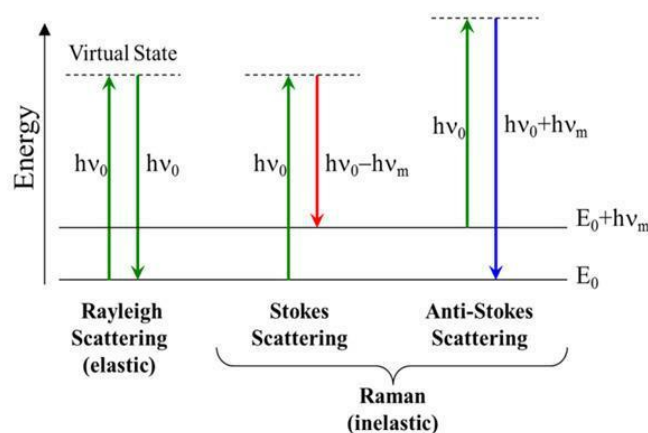 Energy
Virtual State
hν₀
hν₀
hν₀
hν₀–hνₘ
hν₀
hν₀+hνₘ
E₀+hνₘ
E₀
Rayleigh
Scattering
(elastic)
Stokes
Scattering
Anti-Stokes
Scattering
Raman
(inelastic)